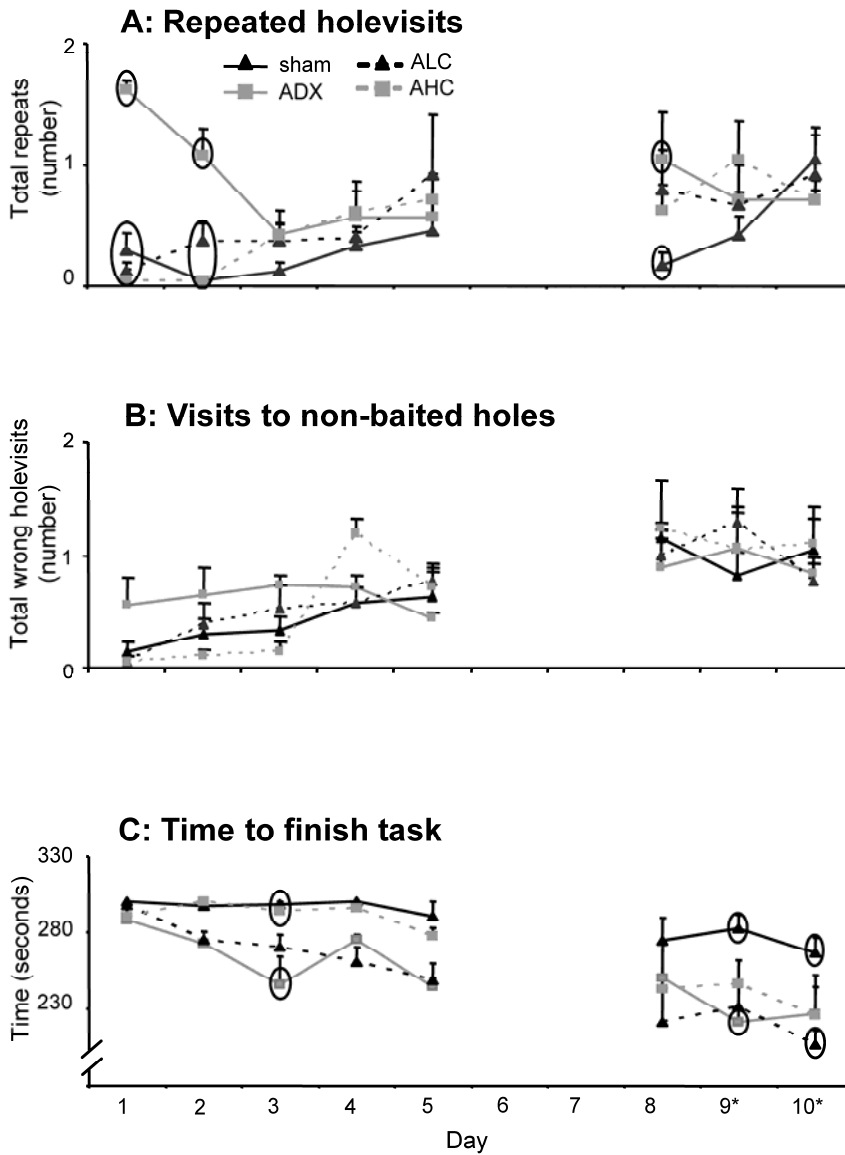 A: Repeated holevisits
2
1
0
Total repeats
(number)
sham
ALC
ADX
AHC
B: Visits to non-baited holes
2
1
0
Total wrong holevisits
(number)
C: Time to finish task
330
280
230
Time (seconds)
1 2 3 4 5 6 7 8 9* 10*
Day